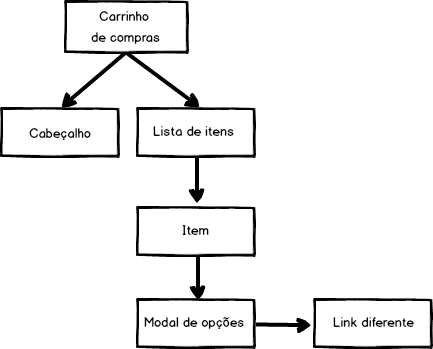 Carrinho
de compras
Cabeçalho
Lista de itens
Item
Modal de opções
Link diferente